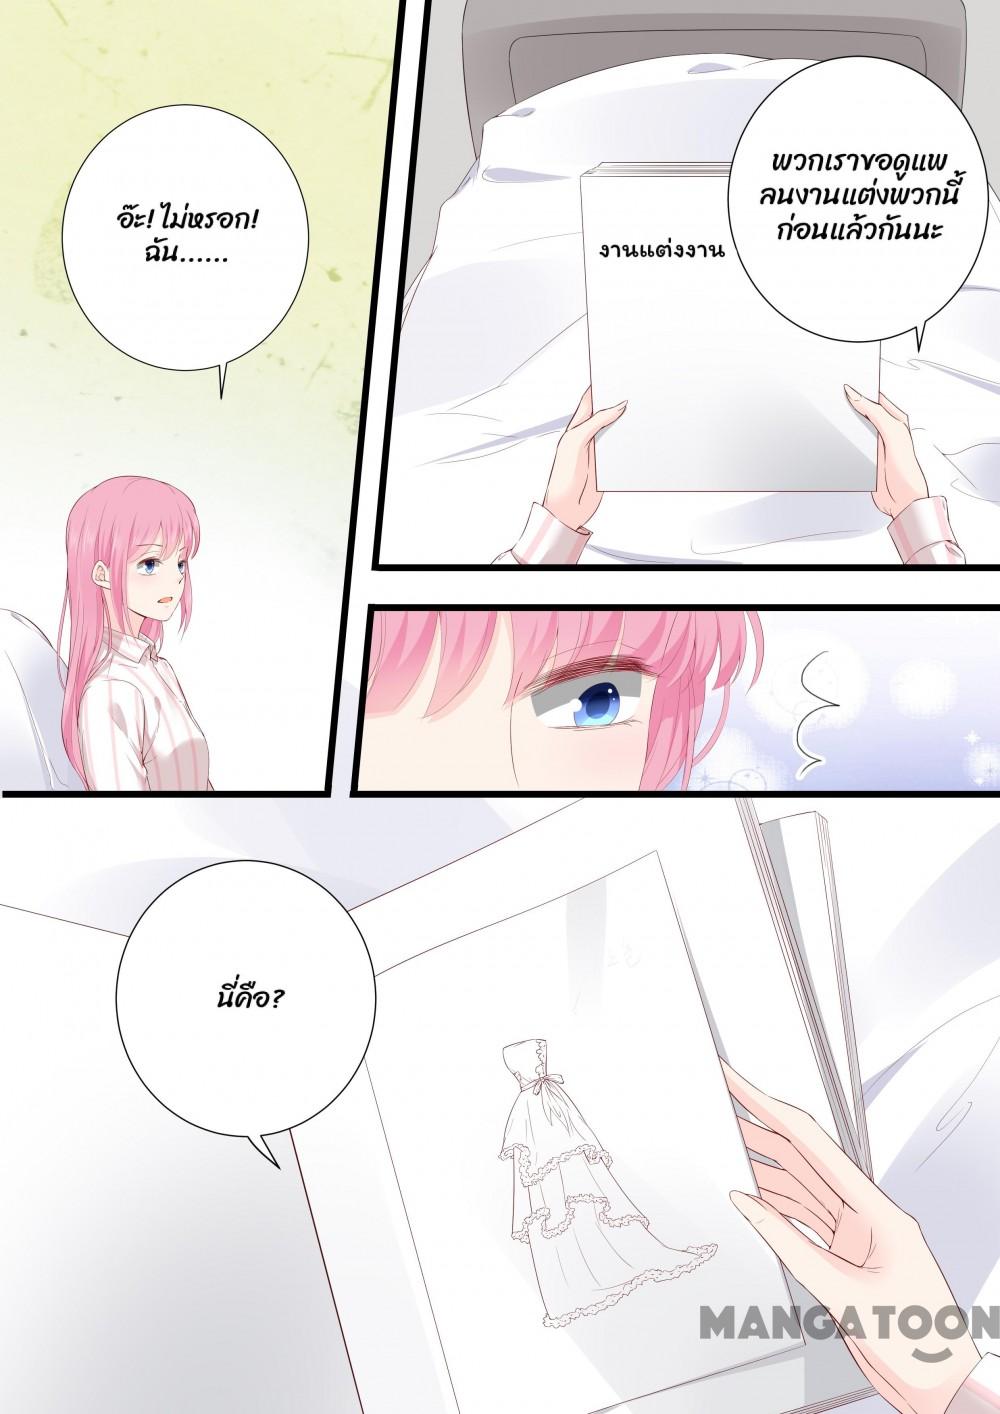 อ๊ะ! ไม่หรอก!
ฉัน......
พวกเราขอดูแพ
ลนงานแต่งพวกนี้
ก่อนแล้วกันนะ
งานแต่งงาน
นี่คือ?
MANGATOON